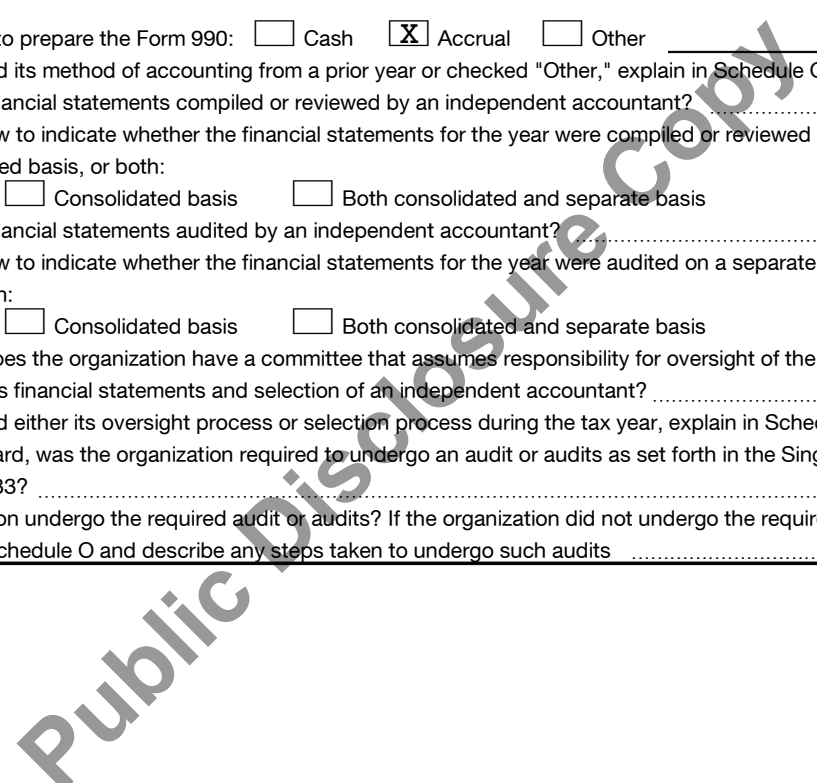 to prepare the Form 990: Cash X Accrual Other
d its method of accounting from a prior year or checked "Other," explain in Schedule
ancial statements compiled or reviewed by an independent accountant?
w to indicate whether the financial statements for the year were compiled or reviewed
ed basis, or both:
Consolidated basis Both consolidated and separate basis
ancial statements audited by an independent accountant?
w to indicate whether the financial statements for the year were audited on a separate
h:
Consolidated basis Both consolidated and separate basis
oes the organization have a committee that assumes responsibility for oversight of the
s financial statements and selection of an independent accountant?
d either its oversight process or selection process during the tax year, explain in Sched
ard, was the organization required to undergo an audit or audits as set forth in the Sing
33?
on undergo the required audit or audits? If the organization did not undergo the requir
chedule O and describe any steps taken to undergo such audits
Public Disclosure Copy